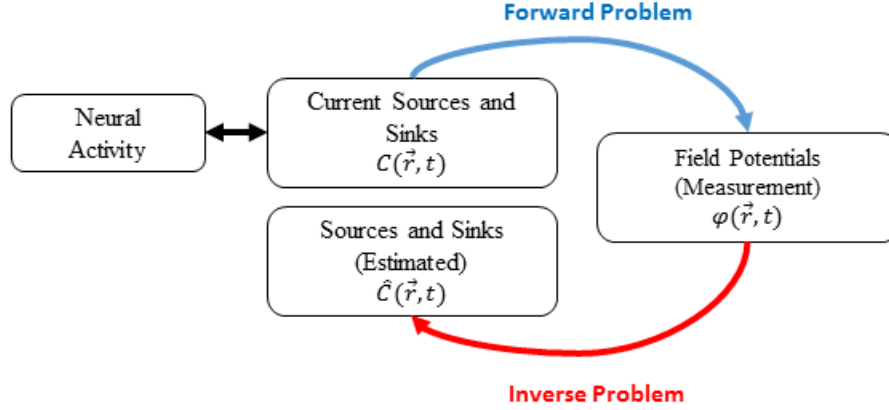 Forward Problem
Neural
Activity
Current Sources and
Sinks
C(r⃗, t)
Field Potentials
(Measurement)
φ(r⃗, t)
Sources and Sinks
(Estimated)
Ĉ(r⃗, t)
Inverse Problem